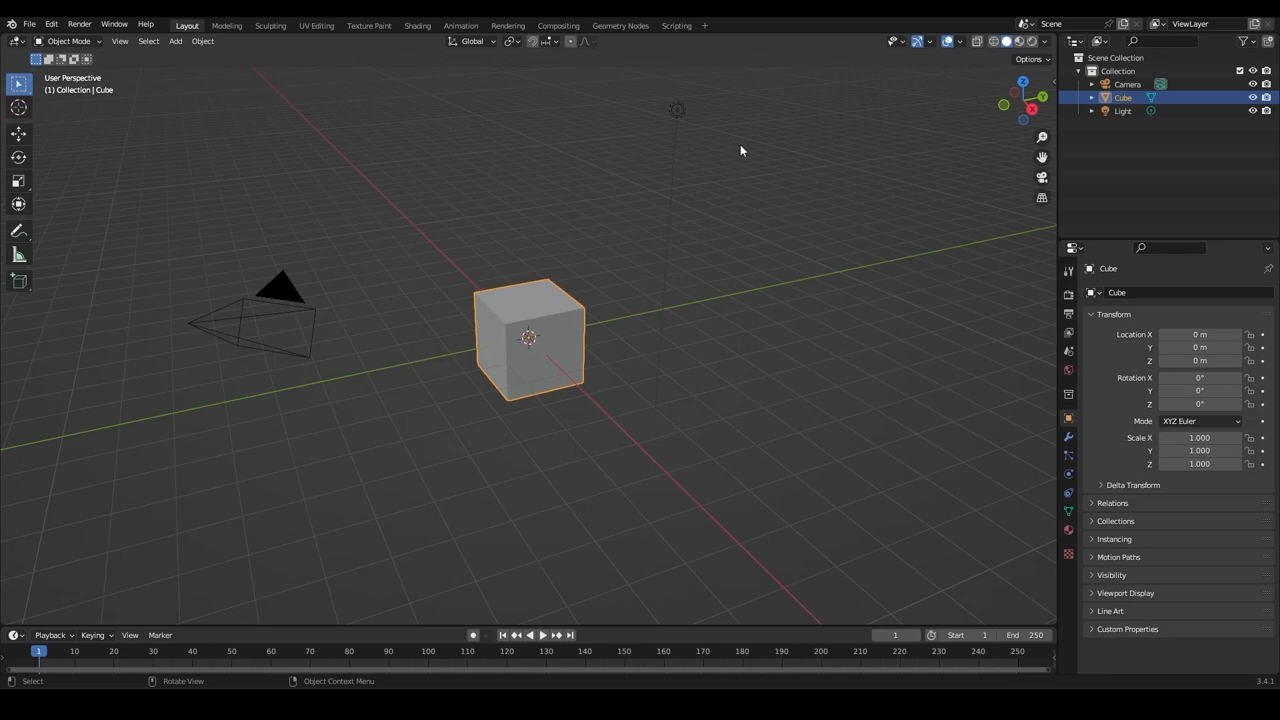 File Edit Render Window Help Layout Modeling Sculpting UV Editing Texture Paint Shading Animation Rendering Compositing Geometry Nodes Scripting + Scene ViewLayer
Object Mode View Select Add Object Global
Options
User Perspective
(1) Collection | Cube
Z
Y
X
Scene Collection
Collection
Camera
Cube
Light
Cube
Cube
Transform
Location X 0 m
Y 0 m
Z 0 m
Rotation X 0°
Y 0°
Z 0°
Mode XYZ Euler
Scale X 1.000
Y 1.000
Z 1.000
Delta Transform
Relations
Collections
Instancing
Motion Paths
Visibility
Viewport Display
Line Art
Custom Properties
Playback Keying View Marker 1 Start 1 End 250
1 10 20 30 40 50 60 70 80 90 100 110 120 130 140 150 160 170 180 190 200 210 220 230 240 250
Select Rotate View Object Context Menu 3.4.1